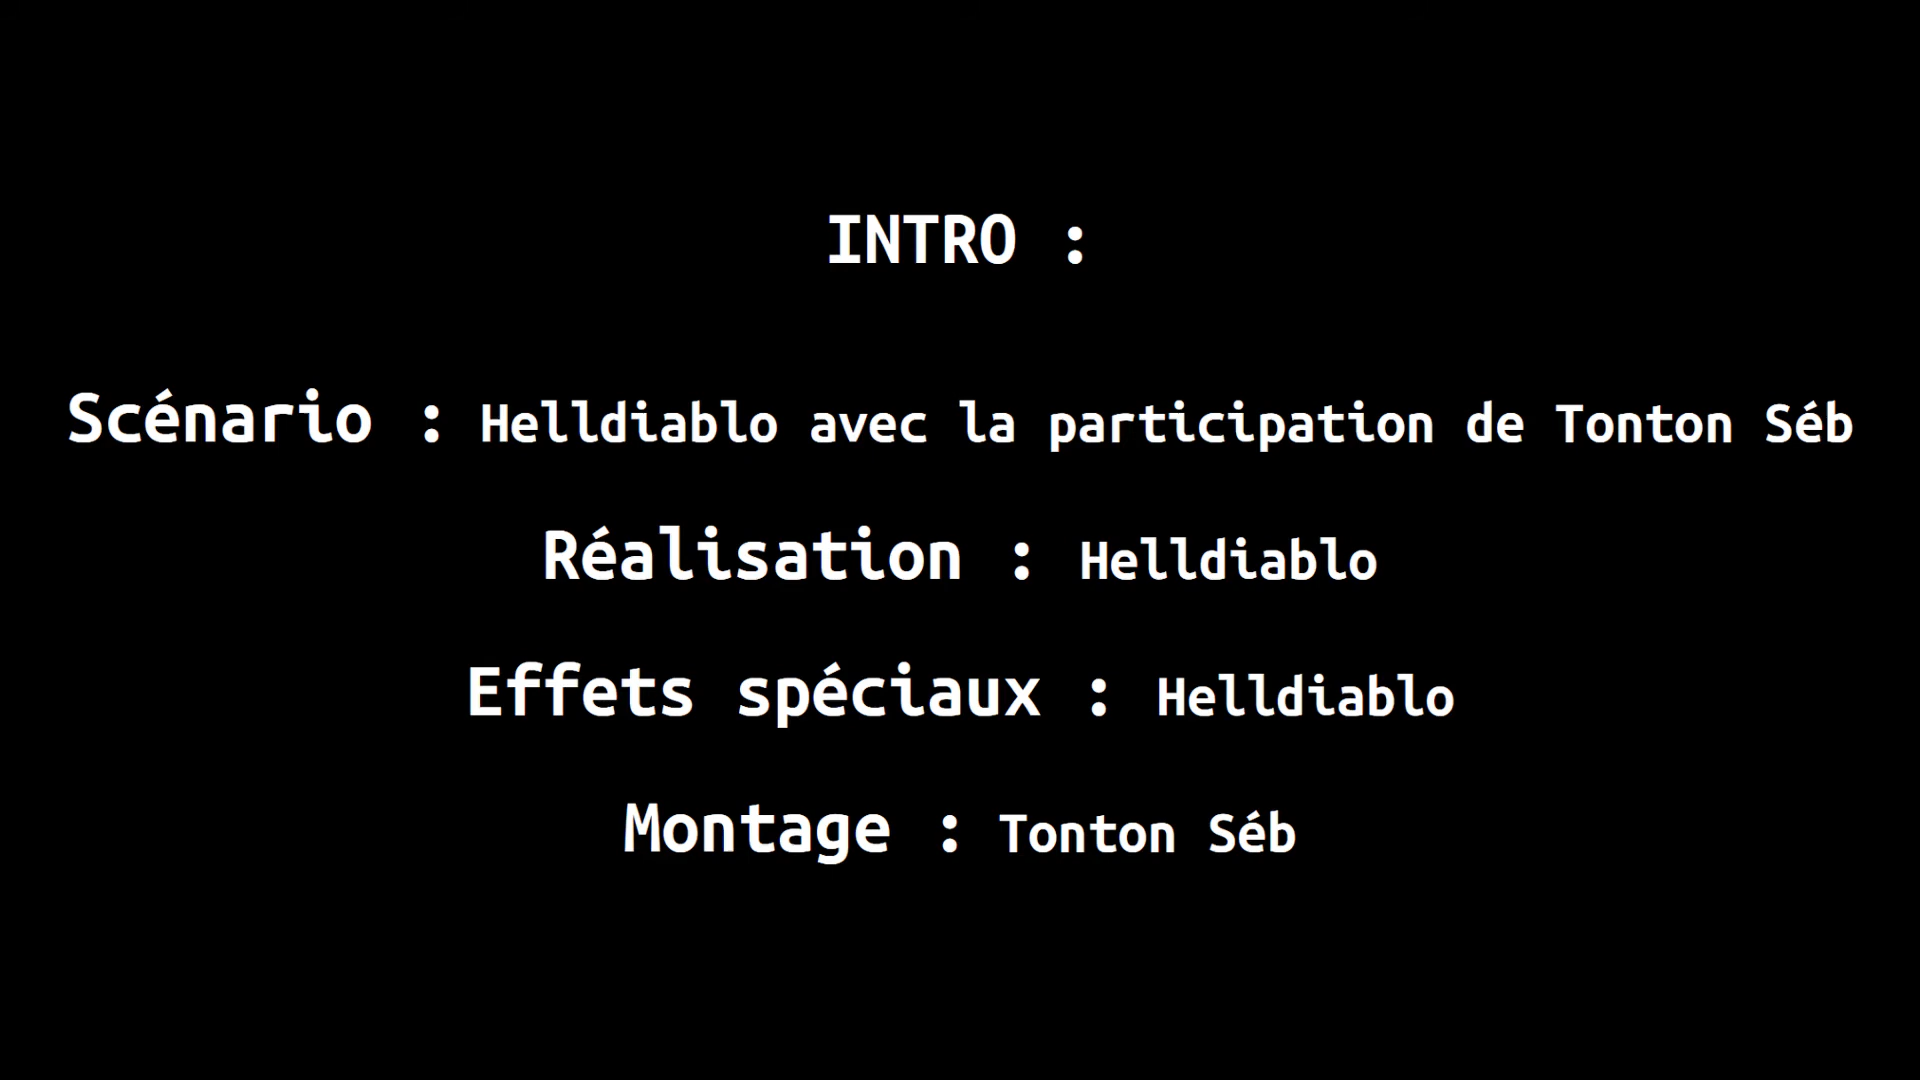 INTRO :
Scénario : Helldiablo avec la participation de Tonton Séb
Réalisation : Helldiablo
Effets spéciaux : Helldiablo
Montage : Tonton Séb